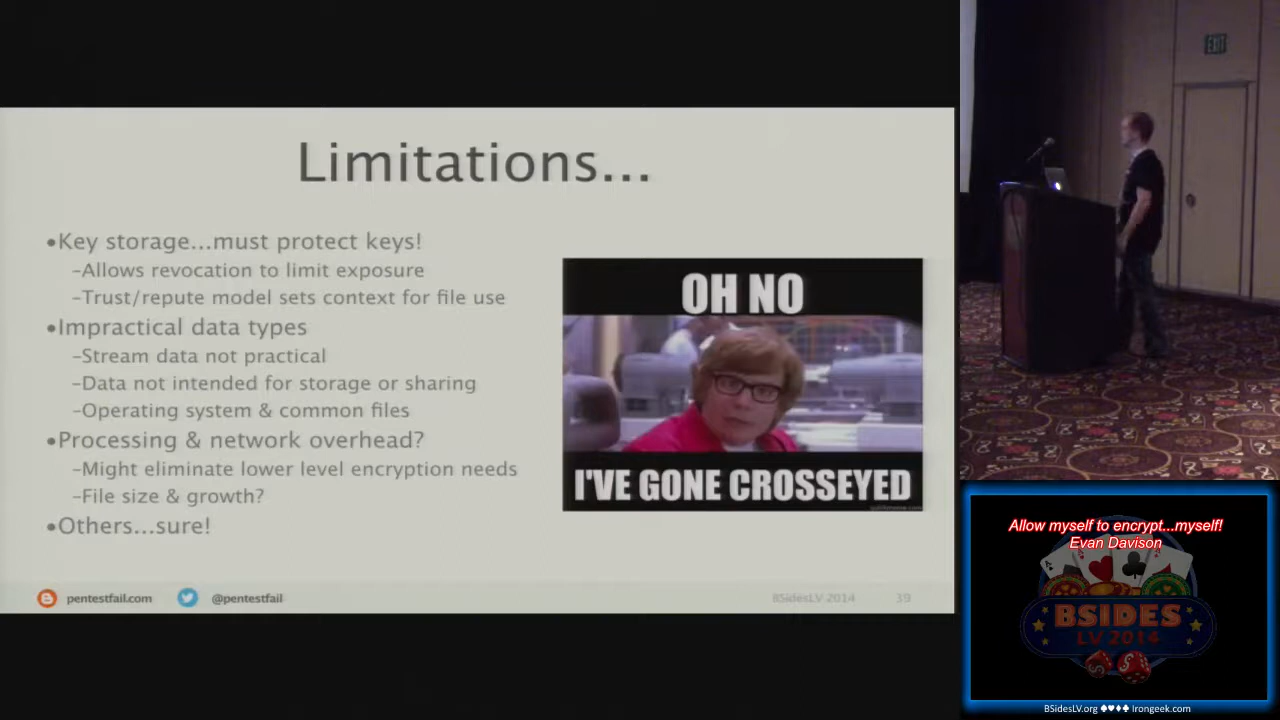 Limitations...
•Key storage...must protect keys!
-Allows revocation to limit exposure
-Trust/repute model sets context for file use
•Impractical data types
-Stream data not practical
-Data not intended for storage or sharing
-Operating system & common files
•Processing & network overhead?
-Might eliminate lower level encryption needs
-File size & growth?
•Others...sure!
OH NO
I'VE GONE CROSSEYED
pentestfail.com
@pentestfail
BSidesLV 2014
39
EXIT
Allow myself to encrypt...myself!
Evan Davison
BSIDES
LV 2014
BSidesLV.org ♠♥♦♣ Irongeek.com